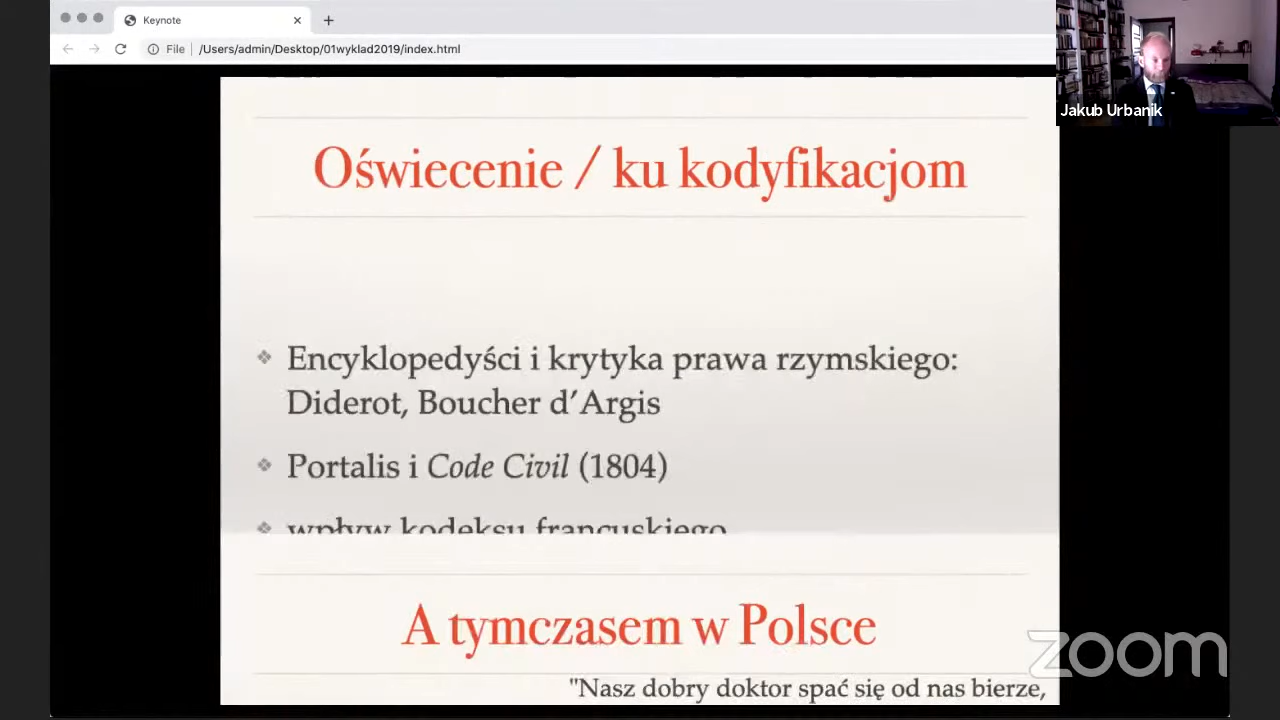 Keynote
File
/Users/admin/Desktop/01wyklad2019/index.html
Jakub Urbanik
Oświecenie / ku kodyfikacjom
❖ Encyklopedyści i krytyka prawa rzymskiego:
Diderot, Boucher d’Argis
❖ Portalis i Code Civil (1804)
❖ wpływ kodeksu francuskiego
A tymczasem w Polsce
"Nasz dobry doktor spać się od nas bierze,
zoom